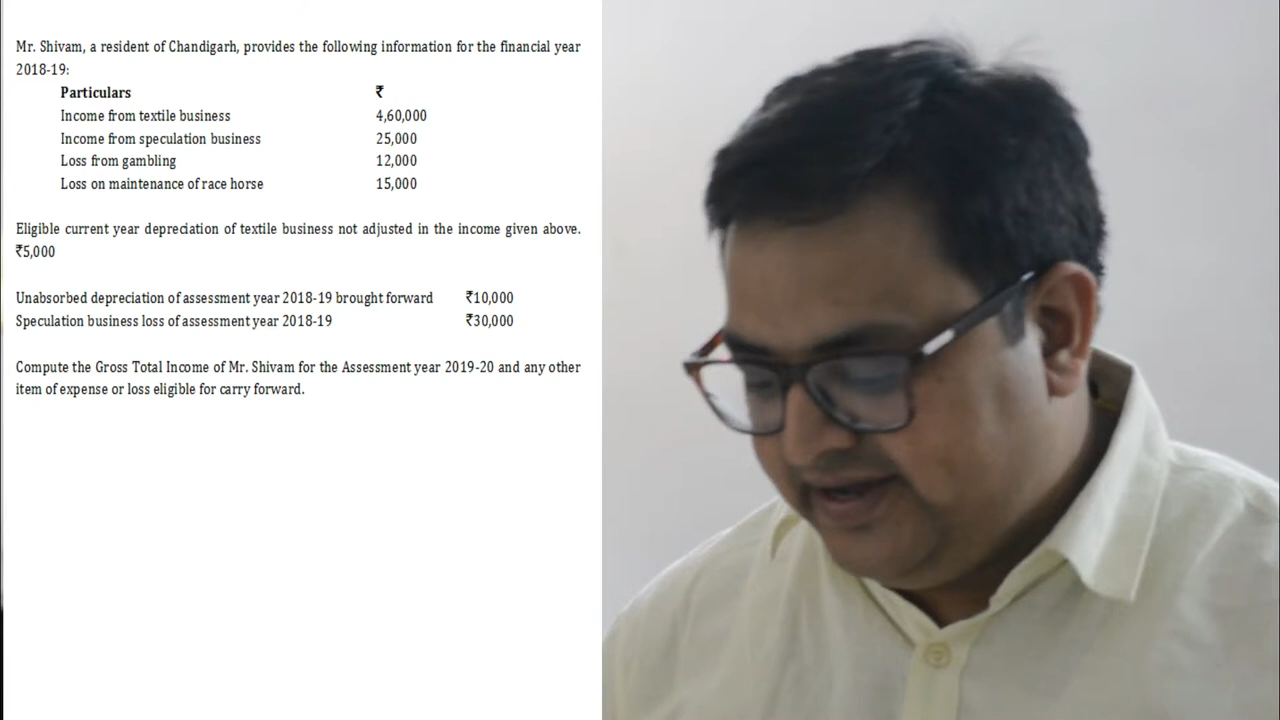 Mr. Shivam, a resident of Chandigarh, provides the following information for the financial year
2018-19:
Particulars ₹
Income from textile business 4,60,000
Income from speculation business 25,000
Loss from gambling 12,000
Loss on maintenance of race horse 15,000
Eligible current year depreciation of textile business not adjusted in the income given above.
₹5,000
Unabsorbed depreciation of assessment year 2018-19 brought forward ₹10,000
Speculation business loss of assessment year 2018-19 ₹30,000
Compute the Gross Total Income of Mr. Shivam for the Assessment year 2019-20 and any other
item of expense or loss eligible for carry forward.